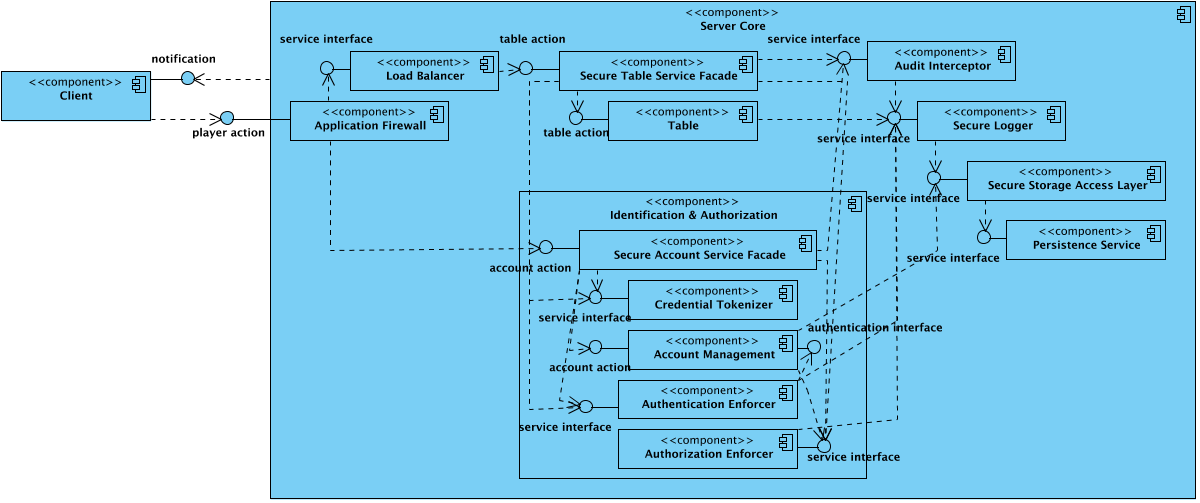 <<component>>
Server Core
notification
<<component>>
Client
player action
service interface
<<component>>
Load Balancer
<<component>>
Application Firewall
table action
<<component>>
Secure Table Service Facade
table action
<<component>>
Table
service interface
<<component>>
Audit Interceptor
service interface
<<component>>
Secure Logger
<<component>>
Secure Storage Access Layer
service interface
<<component>>
Persistence Service
service interface
<<component>>
Identification & Authorization
<<component>>
Secure Account Service Facade
account action
<<component>>
Credential Tokenizer
service interface
<<component>>
Account Management
authentication interface
account action
<<component>>
Authentication Enforcer
service interface
<<component>>
Authorization Enforcer
service interface